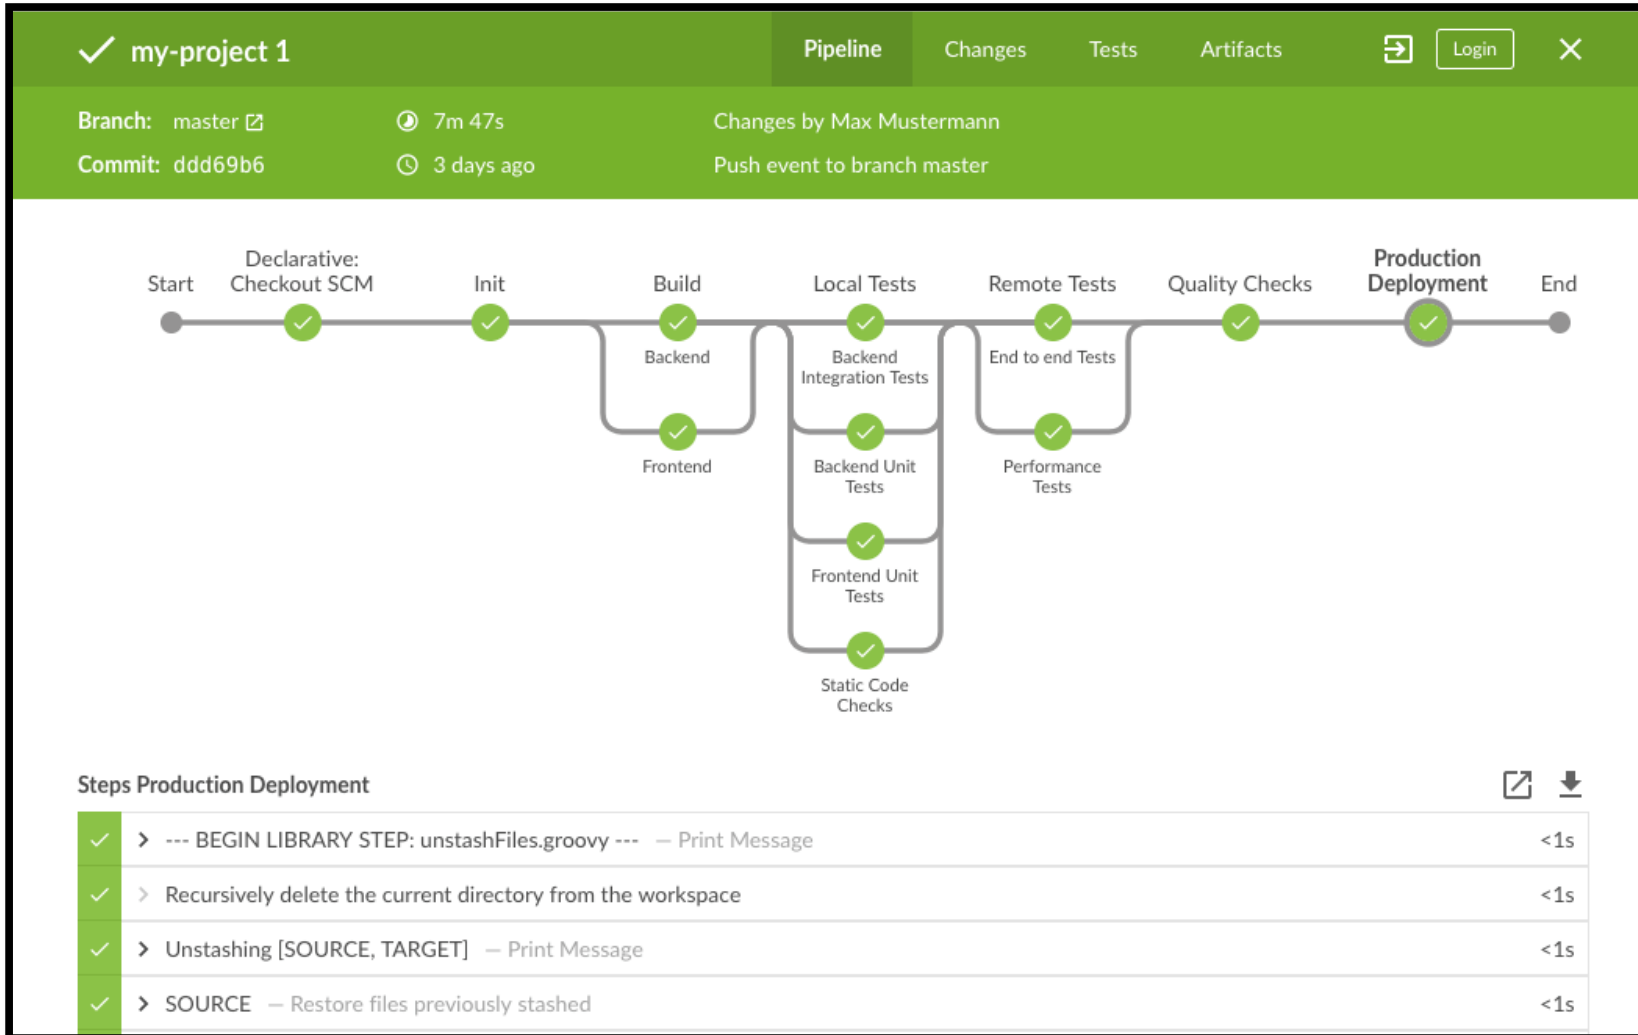 my-project 1
Pipeline
Changes
Tests
Artifacts
Login
Branch: master
7m 47s
Changes by Max Mustermann
Commit: ddd69b6
3 days ago
Push event to branch master
Start
Declarative:
Checkout SCM
Init
Build
Local Tests
Remote Tests
Quality Checks
Production
Deployment
End
Backend
Backend
Integration Tests
End to end Tests
Frontend
Backend Unit
Tests
Performance
Tests
Frontend Unit
Tests
Static Code
Checks
Steps Production Deployment
--- BEGIN LIBRARY STEP: unstashFiles.groovy --- — Print Message <1s
Recursively delete the current directory from the workspace <1s
Unstashing [SOURCE, TARGET] — Print Message <1s
SOURCE — Restore files previously stashed <1s